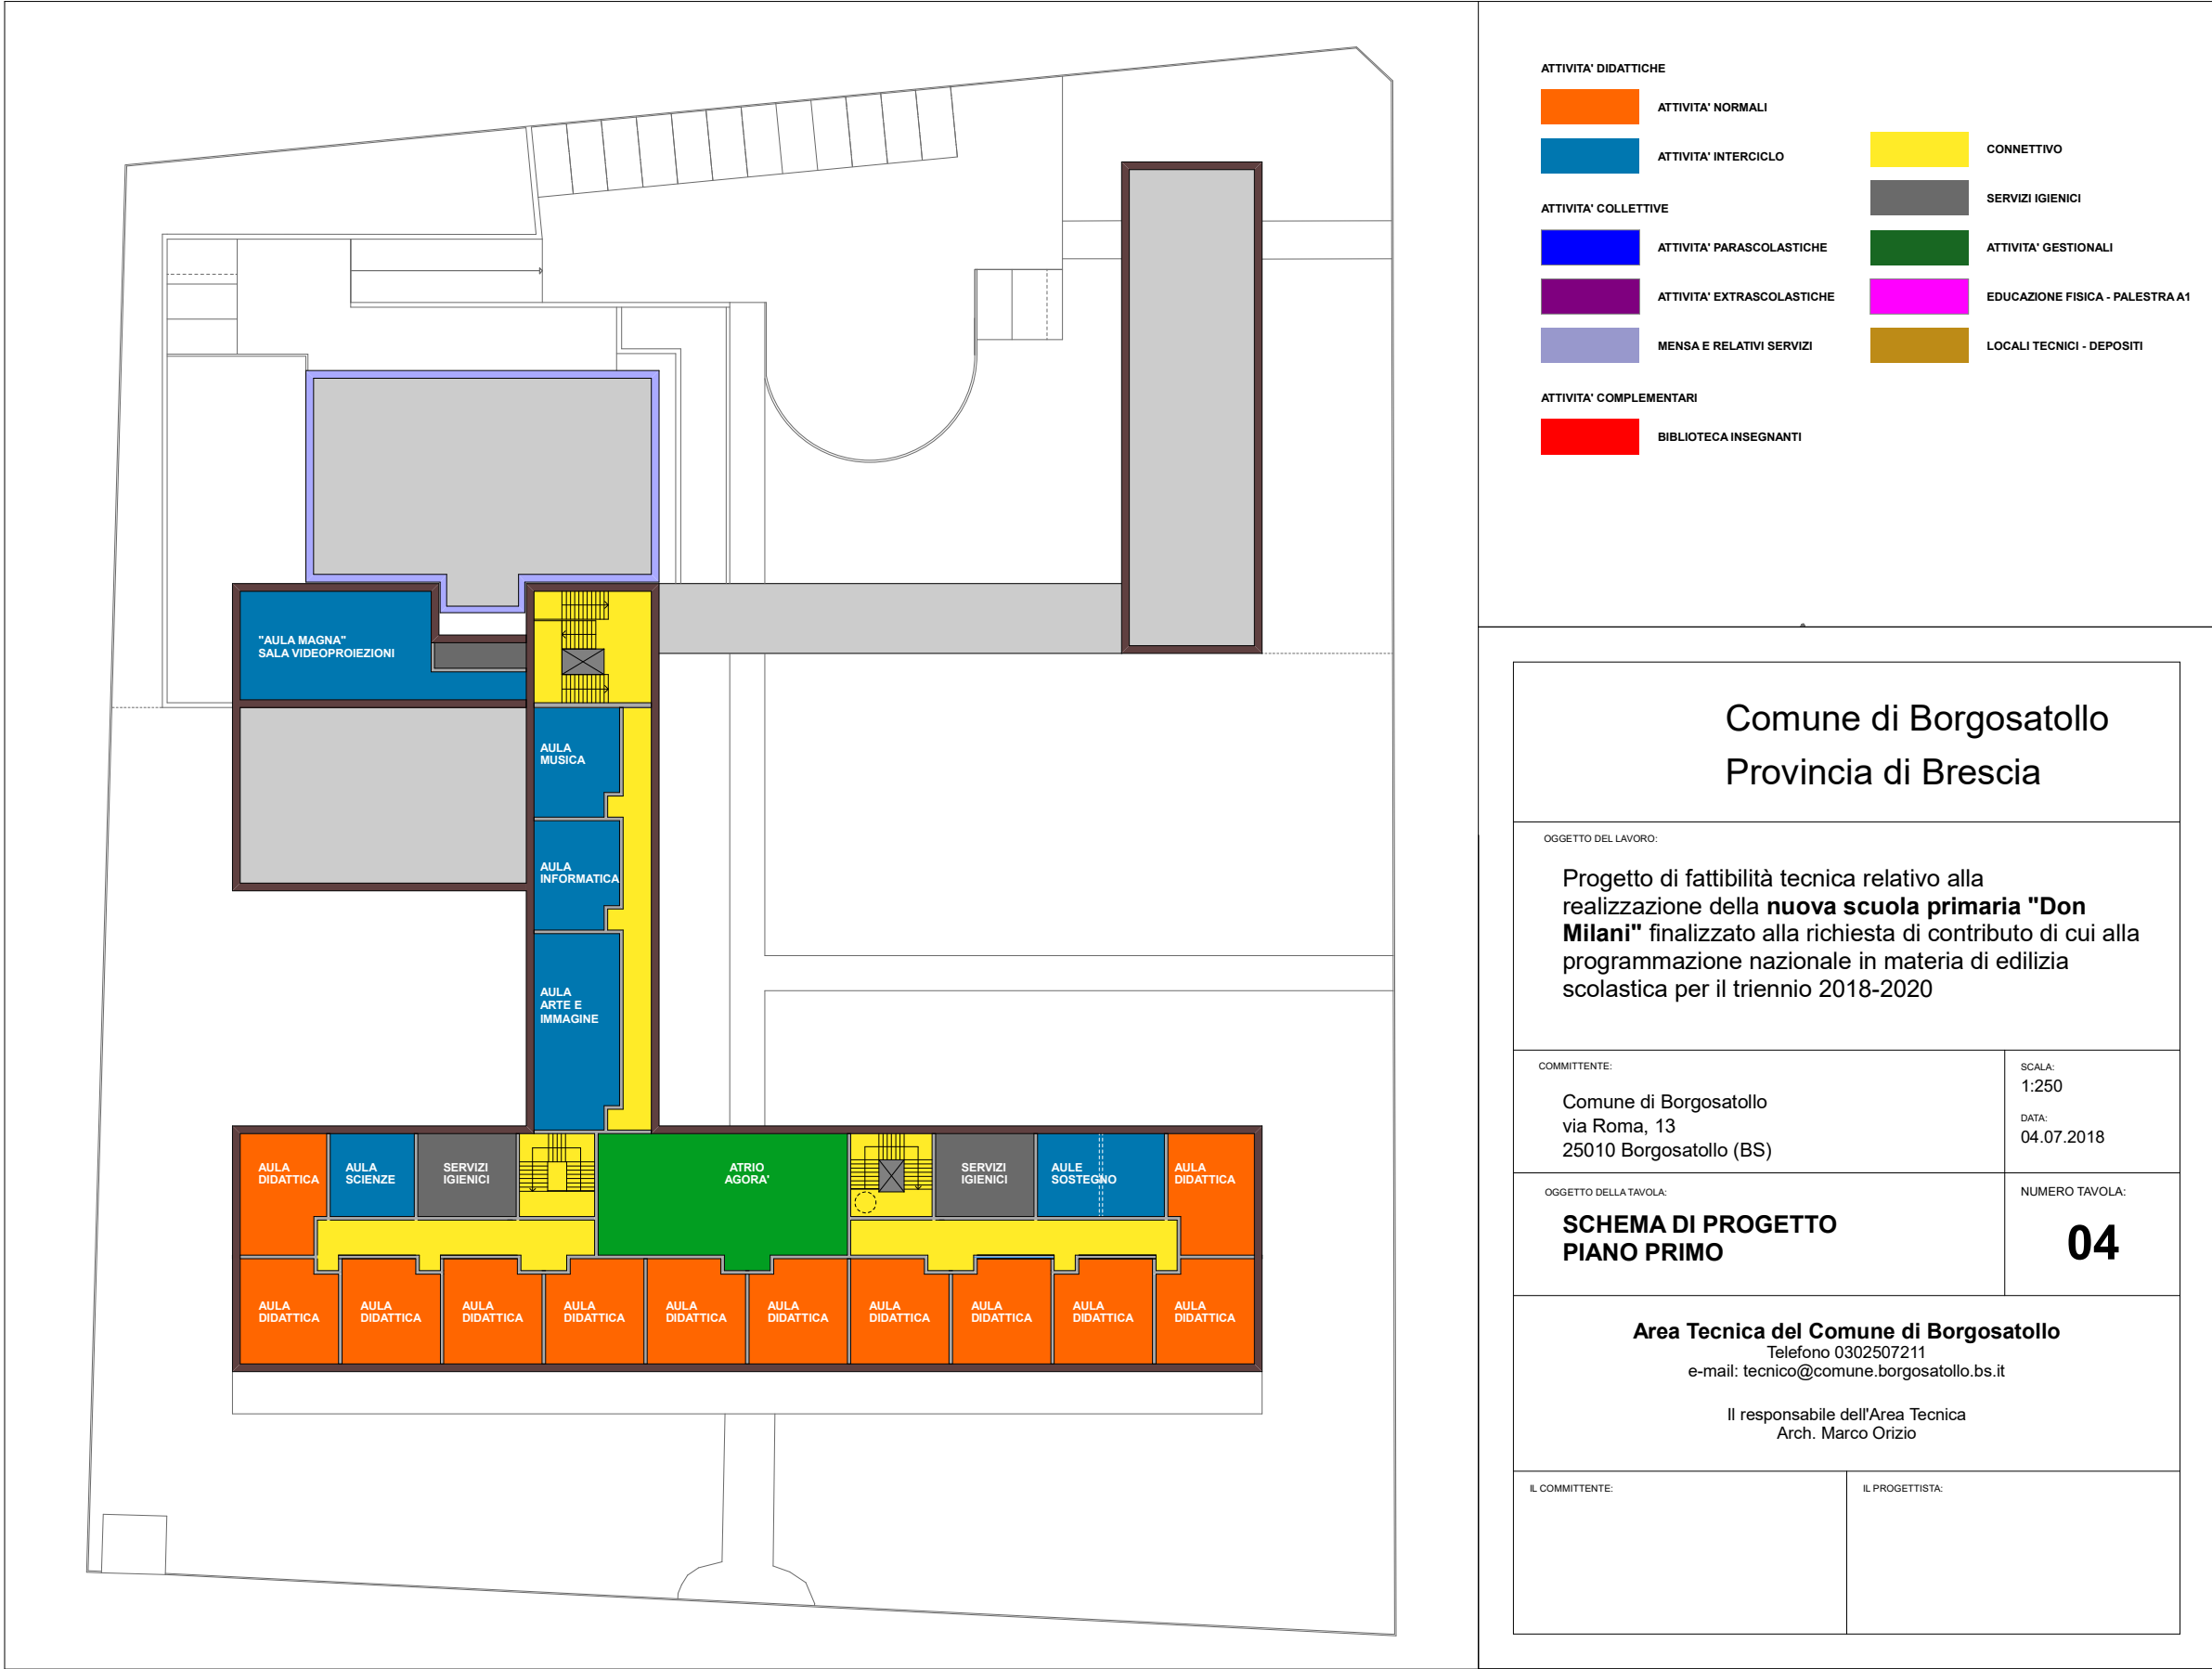 ATTIVITA' DIDATTICHE
ATTIVITA' NORMALI
ATTIVITA' INTERCICLO
ATTIVITA' COLLETTIVE
ATTIVITA' PARASCOLASTICHE
ATTIVITA' EXTRASCOLASTICHE
MENSA E RELATIVI SERVIZI
ATTIVITA' COMPLEMENTARI
BIBLIOTECA INSEGNANTI
CONNETTIVO
SERVIZI IGIENICI
ATTIVITA' GESTIONALI
EDUCAZIONE FISICA - PALESTRA A1
LOCALI TECNICI - DEPOSITI
"AULA MAGNA"
SALA VIDEOPROIEZIONI
AULA
MUSICA
AULA
INFORMATICA
AULA
ARTE E
IMMAGINE
AULA
DIDATTICA
AULA
SCIENZE
SERVIZI
IGIENICI
ATRIO
AGORA'
SERVIZI
IGIENICI
AULE
SOSTEGNO
AULA
DIDATTICA
AULA
DIDATTICA
AULA
DIDATTICA
AULA
DIDATTICA
AULA
DIDATTICA
AULA
DIDATTICA
AULA
DIDATTICA
AULA
DIDATTICA
AULA
DIDATTICA
AULA
DIDATTICA
AULA
DIDATTICA
Comune di Borgosatollo
Provincia di Brescia
OGGETTO DEL LAVORO:
Progetto di fattibilità tecnica relativo alla
realizzazione della nuova scuola primaria "Don
Milani" finalizzato alla richiesta di contributo di cui alla
programmazione nazionale in materia di edilizia
scolastica per il triennio 2018-2020
COMMITTENTE:
Comune di Borgosatollo
via Roma, 13
25010 Borgosatollo (BS)
SCALA:
1:250
DATA:
04.07.2018
OGGETTO DELLA TAVOLA:
SCHEMA DI PROGETTO
PIANO PRIMO
NUMERO TAVOLA:
04
Area Tecnica del Comune di Borgosatollo
Telefono 0302507211
e-mail: tecnico@comune.borgosatollo.bs.it
Il responsabile dell'Area Tecnica
Arch. Marco Orizio
IL COMMITTENTE:
IL PROGETTISTA: